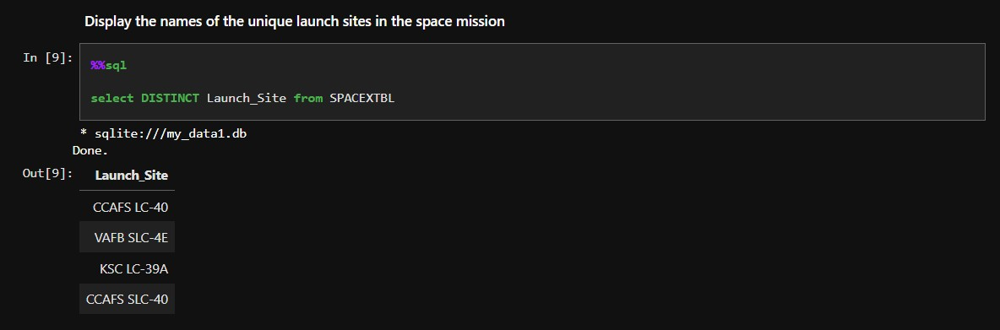 Display the names of the unique launch sites in the space mission
In [9]:
%%sql
select DISTINCT Launch_Site from SPACEXTBL
* sqlite:///my_data1.db
Done.
Out[9]:
Launch_Site
CCAFS LC-40
VAFB SLC-4E
KSC LC-39A
CCAFS SLC-40